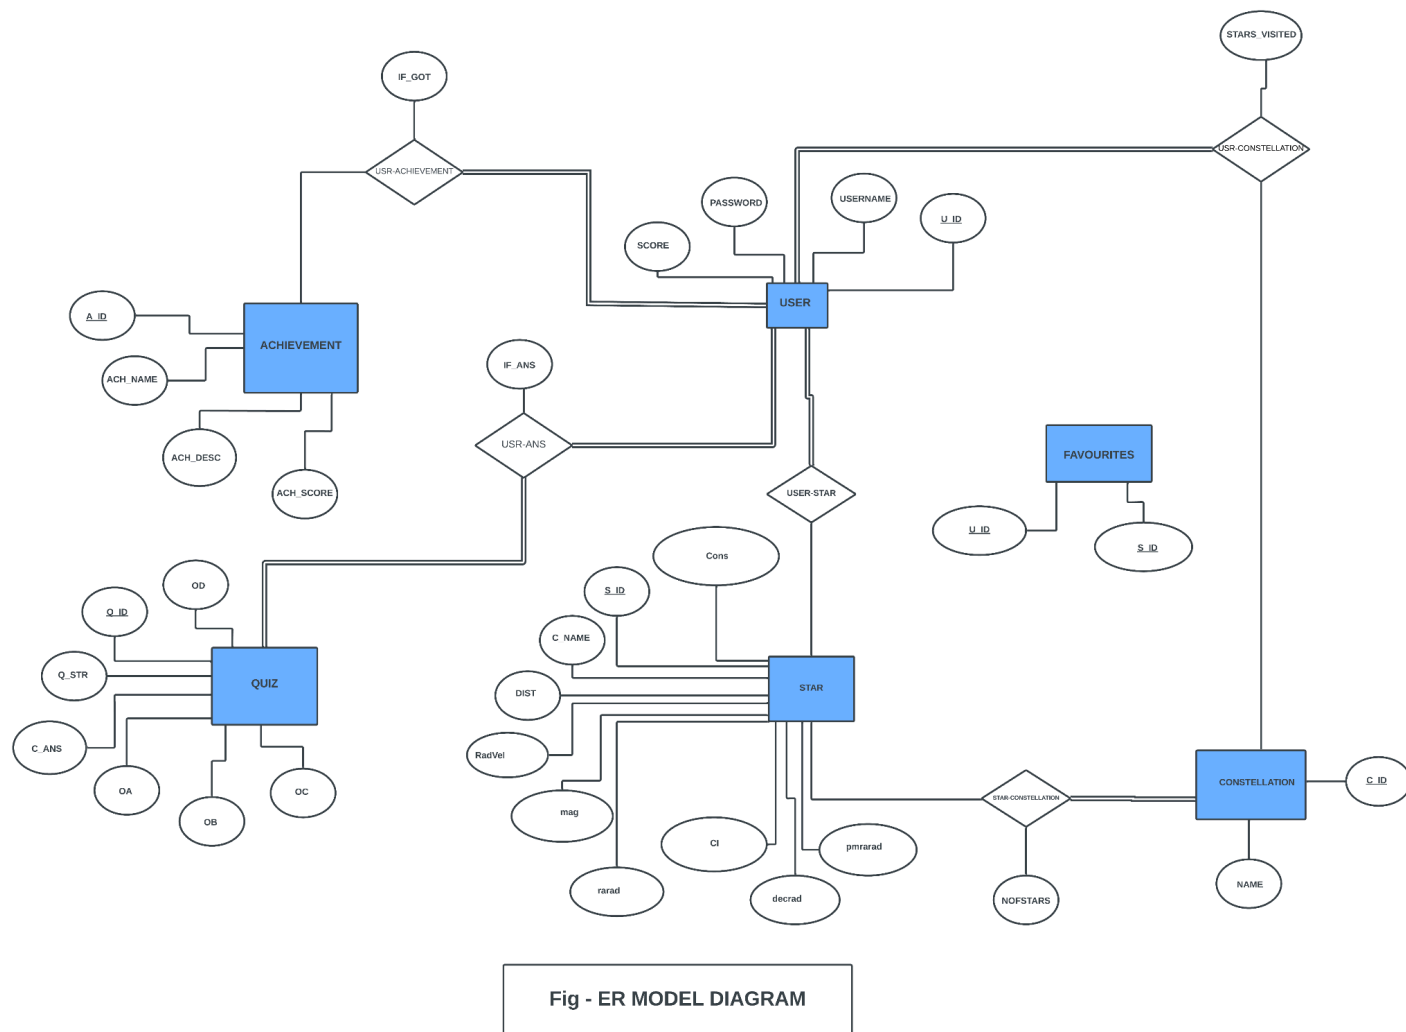 STARS_VISITED
IF_GOT
USR-CONSTELLATION
USR-ACHIEVEMENT
PASSWORD
USERNAME
U_ID
SCORE
USER
A_ID
ACHIEVEMENT
ACH_NAME
IF_ANS
ACH_DESC
USR-ANS
FAVOURITES
ACH_SCORE
USER-STAR
U_ID
S_ID
Cons
OD
S_ID
Q_ID
C_NAME
Q_STR
QUIZ
STAR
DIST
C_ANS
RadVel
OA
OC
OB
mag
CONSTELLATION
C_ID
STAR-CONSTELLATION
CI
pmrarad
rarad
decrad
NOFSTARS
NAME
Fig - ER MODEL DIAGRAM